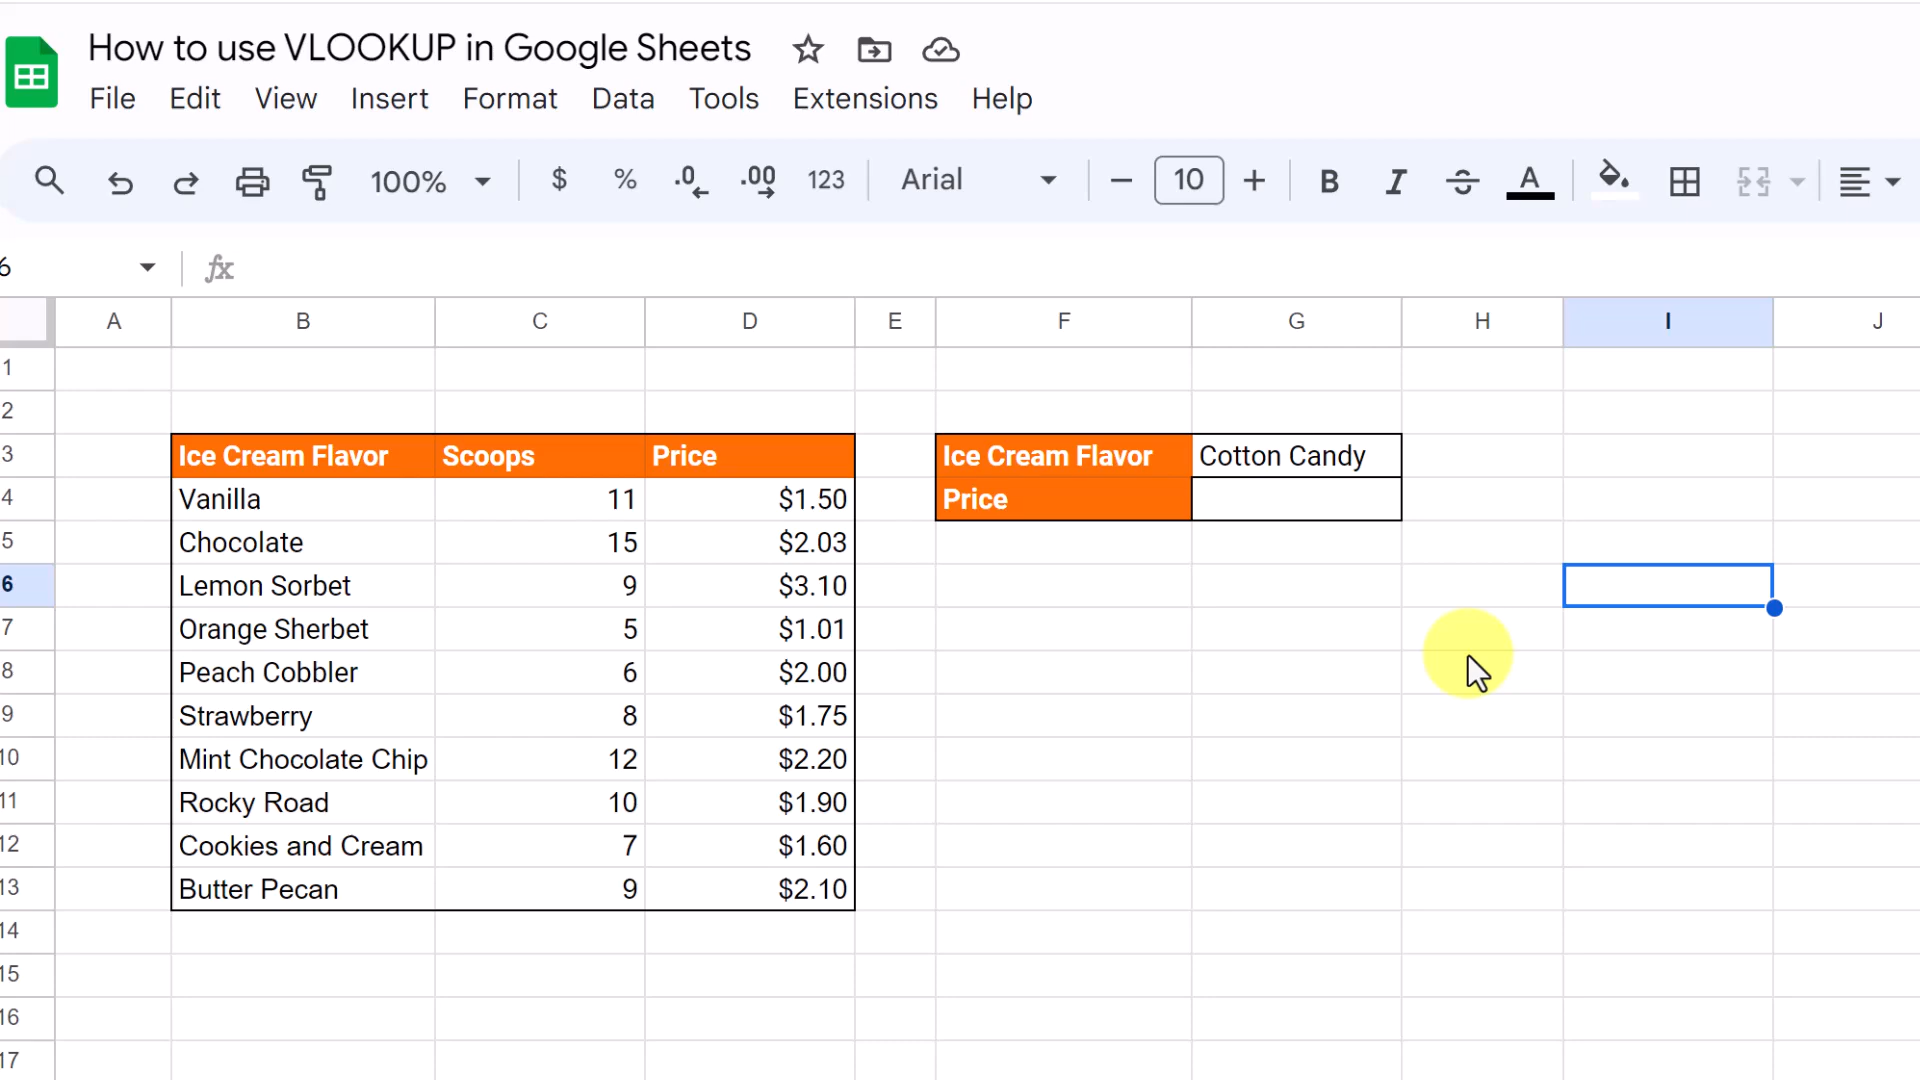 How to use VLOOKUP in Google Sheets
File Edit View Insert Format Data Tools Extensions Help
100% $ % .0 .00 123 Arial 10 B I S A
6 fx
A B C D E F G H I J
1
2
3 Ice Cream Flavor Scoops Price Ice Cream Flavor Cotton Candy
4 Vanilla 11 $1.50 Price
5 Chocolate 15 $2.03
6 Lemon Sorbet 9 $3.10
7 Orange Sherbet 5 $1.01
8 Peach Cobbler 6 $2.00
9 Strawberry 8 $1.75
10 Mint Chocolate Chip 12 $2.20
11 Rocky Road 10 $1.90
12 Cookies and Cream 7 $1.60
13 Butter Pecan 9 $2.10
14
15
16
17